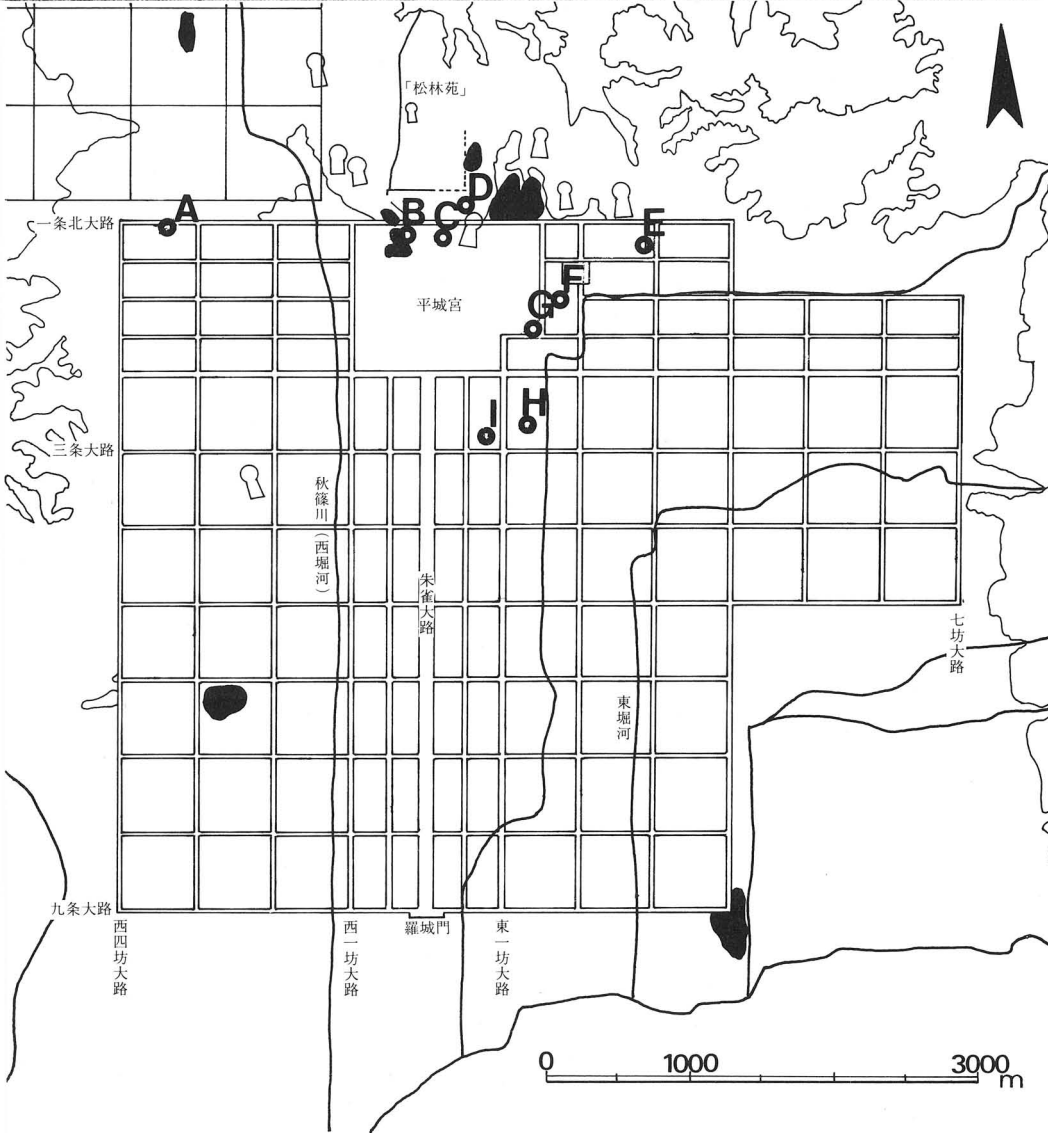 「松林苑」
D
A
B
C
一条北大路
E
F
平城宮
G
H
I
三条大路
秋篠川（西堀河）
朱雀大路
七坊大路
東堀河
九条大路
羅城門
西四坊大路
西一坊大路
東一坊大路
0 1000 3000
m